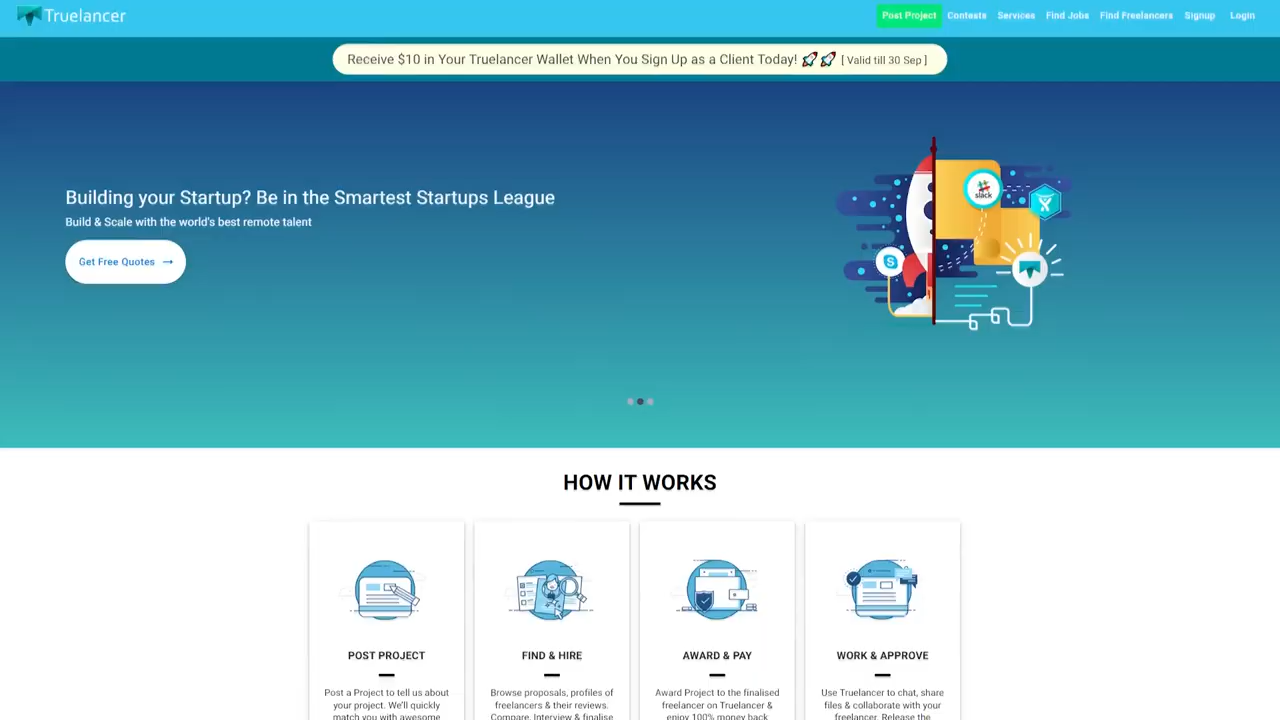 Truelancer
Post Project Contests Services Find Jobs Find Freelancers Signup Login
Receive $10 in Your Truelancer Wallet When You Sign Up as a Client Today! 🚀🚀 [ Valid till 30 Sep ]
Building your Startup? Be in the Smartest Startups League
Build & Scale with the world's best remote talent
Get Free Quotes →
slack
HOW IT WORKS
POST PROJECT
Post a Project to tell us about
your project. We'll quickly
match you with awesome
FIND & HIRE
Browse proposals, profiles of
freelancers & their reviews.
Compare, Interview & finalise
AWARD & PAY
Award Project to the finalised
freelancer on Truelancer &
enjoy 100% money back
WORK & APPROVE
Use Truelancer to chat, share
files & collaborate with your
freelancer. Release the